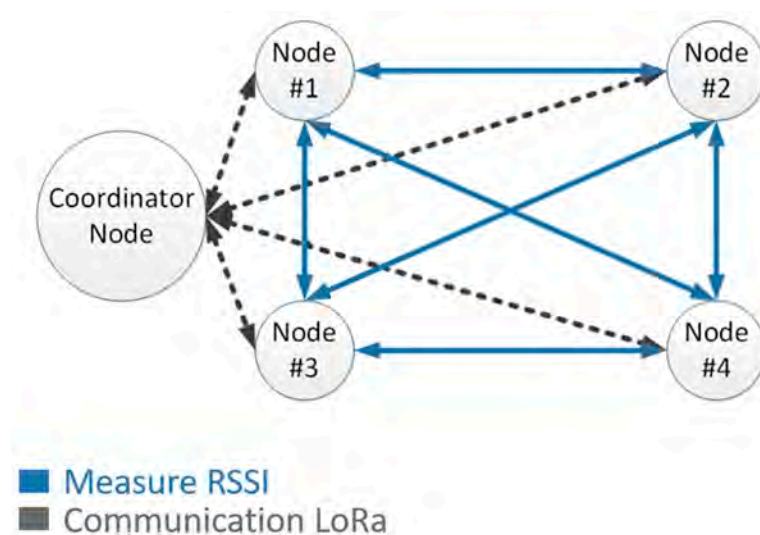 Node
#1
Node
#2
Coordinator
Node
Node
#3
Node
#4
Measure RSSI
Communication LoRa